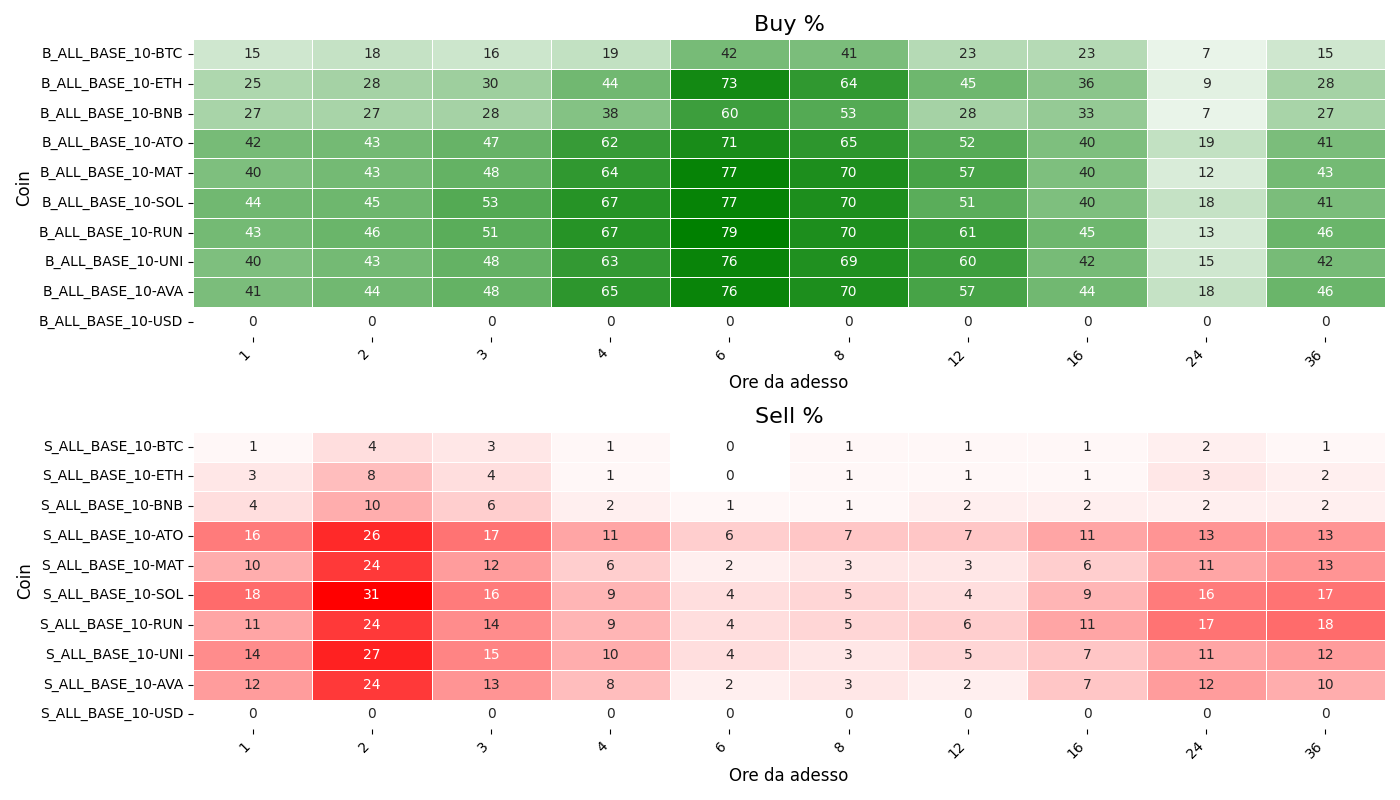 Buy %
Coin
B_ALL_BASE_10-BTC 15 18 16 19 42 41 23 23 7 15
B_ALL_BASE_10-ETH 25 28 30 44 73 64 45 36 9 28
B_ALL_BASE_10-BNB 27 27 28 38 60 53 28 33 7 27
B_ALL_BASE_10-ATO 42 43 47 62 71 65 52 40 19 41
B_ALL_BASE_10-MAT 40 43 48 64 77 70 57 40 12 43
B_ALL_BASE_10-SOL 44 45 53 67 77 70 51 40 18 41
B_ALL_BASE_10-RUN 43 46 51 67 79 70 61 45 13 46
B_ALL_BASE_10-UNI 40 43 48 63 76 69 60 42 15 42
B_ALL_BASE_10-AVA 41 44 48 65 76 70 57 44 18 46
B_ALL_BASE_10-USD 0 0 0 0 0 0 0 0 0 0
1 2 3 4 6 8 12 16 24 36
Ore da adesso
Sell %
Coin
S_ALL_BASE_10-BTC 1 4 3 1 0 1 1 1 2 1
S_ALL_BASE_10-ETH 3 8 4 1 0 1 1 1 3 2
S_ALL_BASE_10-BNB 4 10 6 2 1 1 2 2 2 2
S_ALL_BASE_10-ATO 16 26 17 11 6 7 7 11 13 13
S_ALL_BASE_10-MAT 10 24 12 6 2 3 3 6 11 13
S_ALL_BASE_10-SOL 18 31 16 9 4 5 4 9 16 17
S_ALL_BASE_10-RUN 11 24 14 9 4 5 6 11 17 18
S_ALL_BASE_10-UNI 14 27 15 10 4 3 5 7 11 12
S_ALL_BASE_10-AVA 12 24 13 8 2 3 2 7 12 10
S_ALL_BASE_10-USD 0 0 0 0 0 0 0 0 0 0
1 2 3 4 6 8 12 16 24 36
Ore da adesso